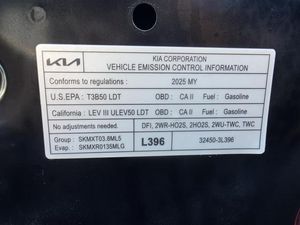 KIA KIA CORPORATION
VEHICLE EMISSION CONTROL INFORMATION
Conforms to regulations : 2025 MY
U.S.EPA : T3B50 LDT OBD : CA II Fuel : Gasoline
California : LEV III ULEV50 LDT OBD : CA II Fuel : Gasoline
No adjustments needed. DFI, 2WR-HO2S, 2HO2S, 2WU-TWC, TWC
Group : SKMXT03.8ML5
Evap. : SKMXR0135MLG L396 32450-3L396